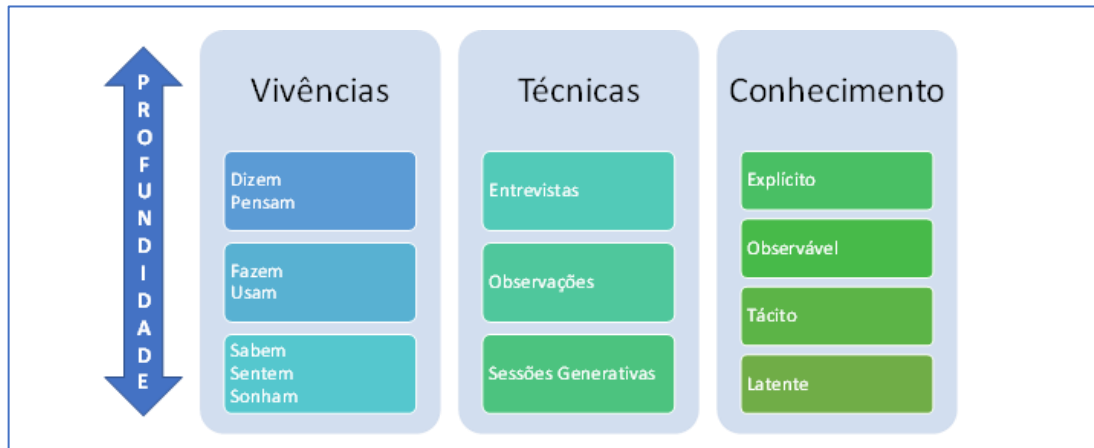 PROFUNDIDADE
Vivências
Dizem
Pensam
Fazem
Usam
Sabem
Sentem
Sonham
Técnicas
Entrevistas
Observações
Sessões Generativas
Conhecimento
Explícito
Observável
Tácito
Latente